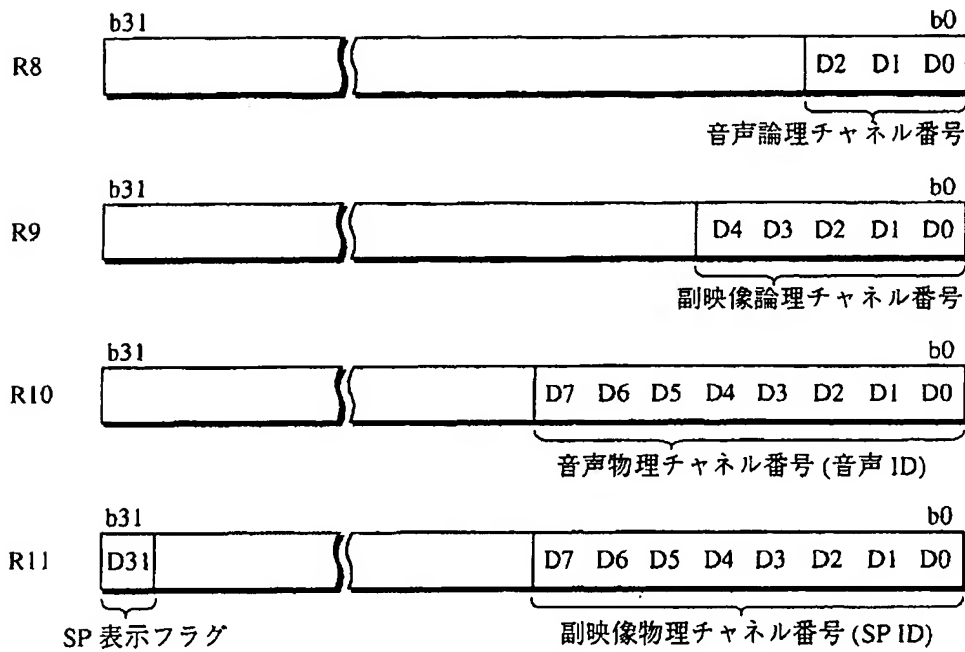 b31 b0
R8 D2 D1 D0
音声論理チャネル番号
b31 b0
R9 D4 D3 D2 D1 D0
副映像論理チャネル番号
b31 b0
R10 D7 D6 D5 D4 D3 D2 D1 D0
音声物理チャネル番号 (音声 ID)
b31 b0
R11 D31 D7 D6 D5 D4 D3 D2 D1 D0
SP 表示フラグ 副映像物理チャネル番号 (SP ID)